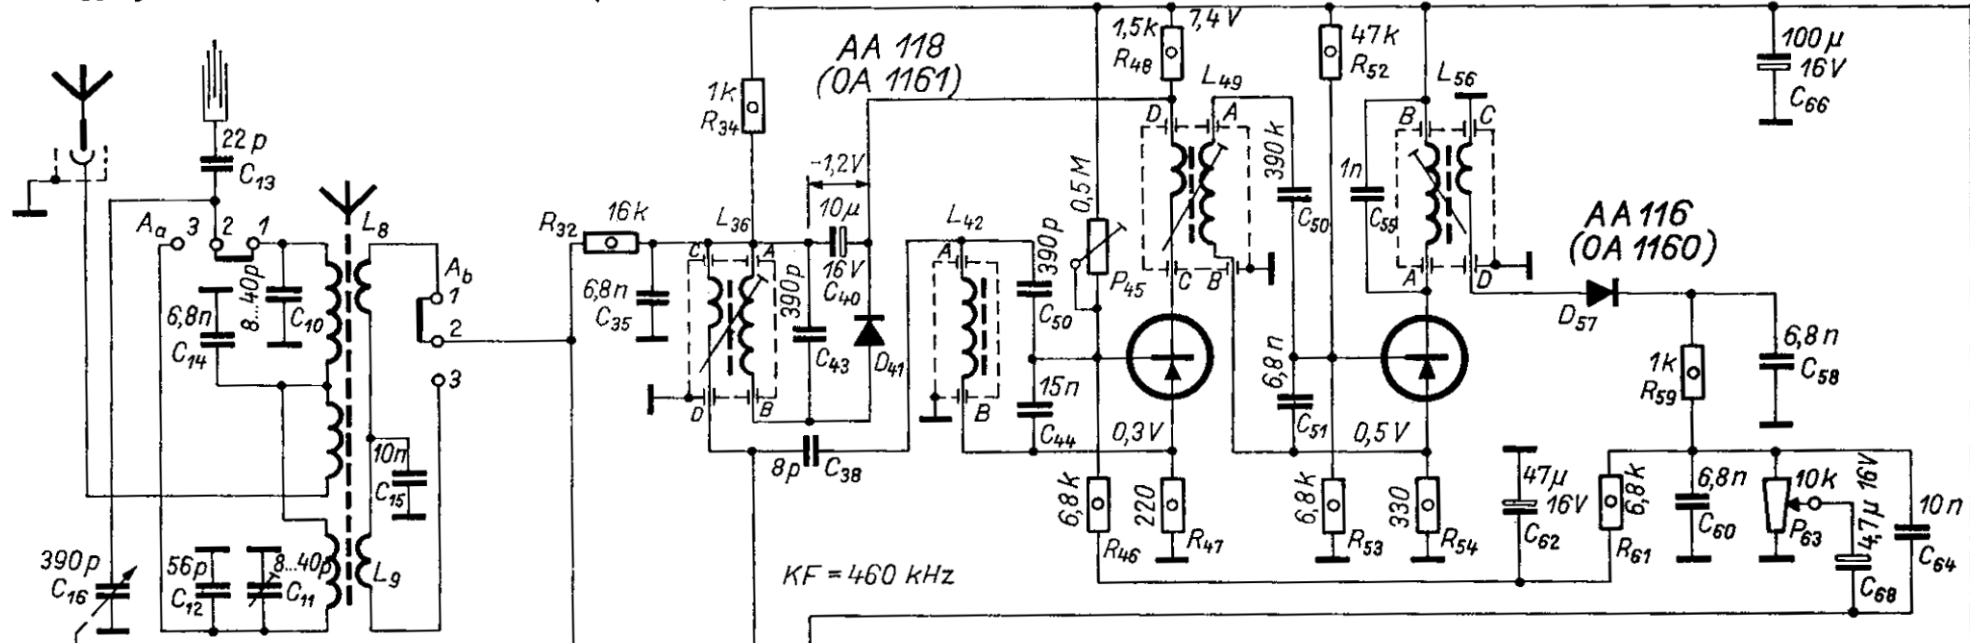 22 p
C13
Aa
3
2
1
6,8n
C14
8...40p
C10
L8
Ab
1
2
3
10n
C15
390p
C16
56p
C12
8...40p
C11
L9
AA 118
(OA 1161)
1k
R34
R32
16k
6,8n
C35
L36
C
A
D
B
-1,2V
10µ
16V
C40
390p
C43
D41
8p
C38
L42
A
B
390p
C50
15n
C44
0,5M
P45
1,5k
R48
7,4V
L49
D
A
C
B
0,3V
6,8k
R46
220
R47
KF = 460 kHz
47k
R52
390k
C50
6,8n
C51
0,5V
6,8k
R53
330
R54
1n
C55
L56
B
C
A
D
100µ
16V
C66
AA 116
(OA 1160)
D57
1k
R59
6,8n
C58
47µ
16V
C62
6,8k
R61
6,8n
C60
10k
P63
4,7µ 16V
C68
10n
C64